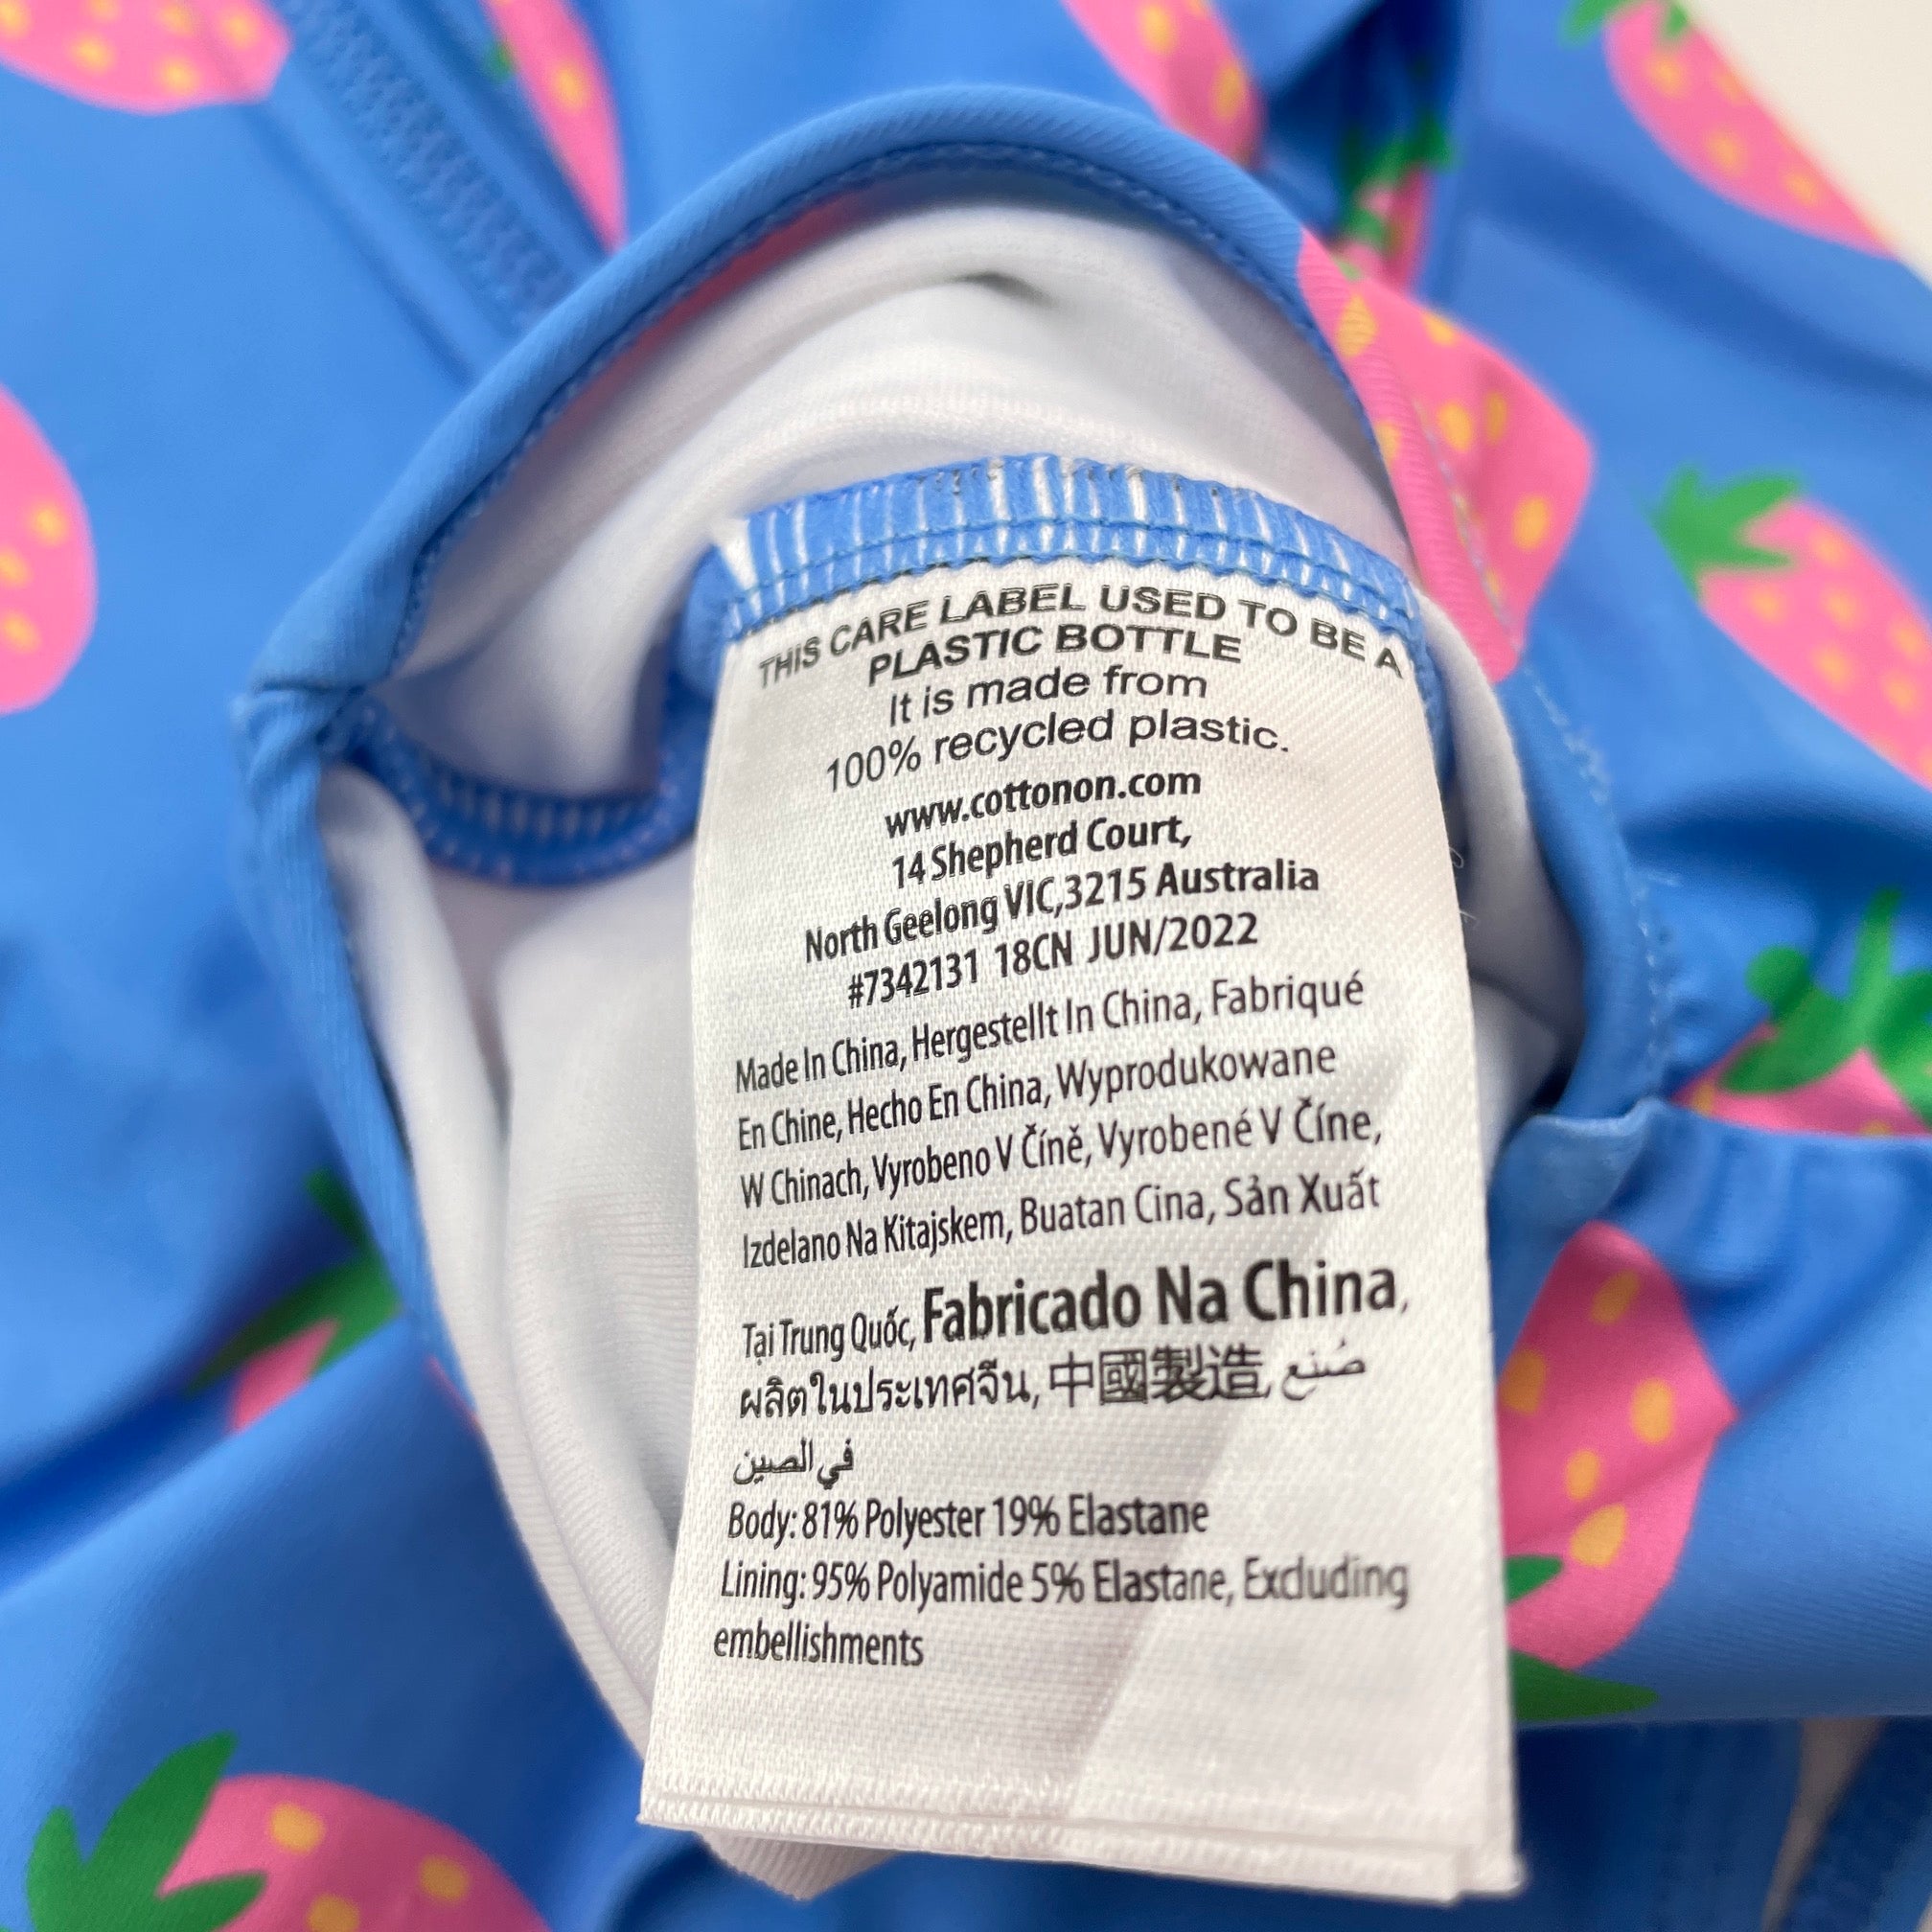 THIS CARE LABEL USED TO BE A
PLASTIC BOTTLE
It is made from
100% recycled plastic.
www.cottonon.com
14 Shepherd Court,
North Geelong VIC,3215 Australia
#7342131 18CN JUN/2022
Made In China, Hergestellt In China, Fabriqué
En Chine, Hecho En China, Wyprodukowane
W Chinach, Vyrobeno V Číně, Vyrobené V Číne,
Izdelano Na Kitajskem, Buatan Cina, Sản Xuất
Tại Trung Quốc, Fabricado Na China,
ผลิตในประเทศจีน, 中國製造, صُنع
في الصين
Body: 81% Polyester 19% Elastane
Lining: 95% Polyamide 5% Elastane, Excluding
embellishments